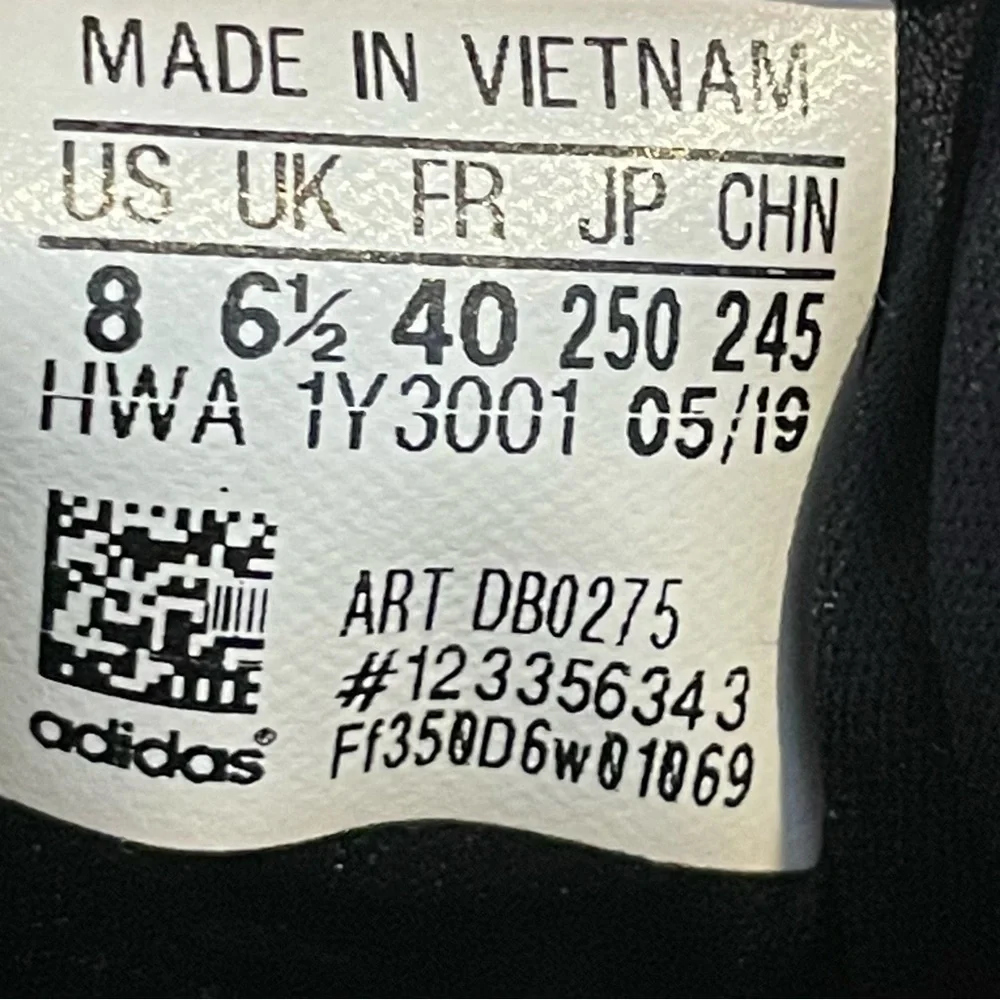 MADE IN VIETNAM
US UK FR JP CHN
8 6½ 40 250 245
HWA 1Y3001 05/19
ART DB0275
#123356343
Ff350D6w01069
adidas®